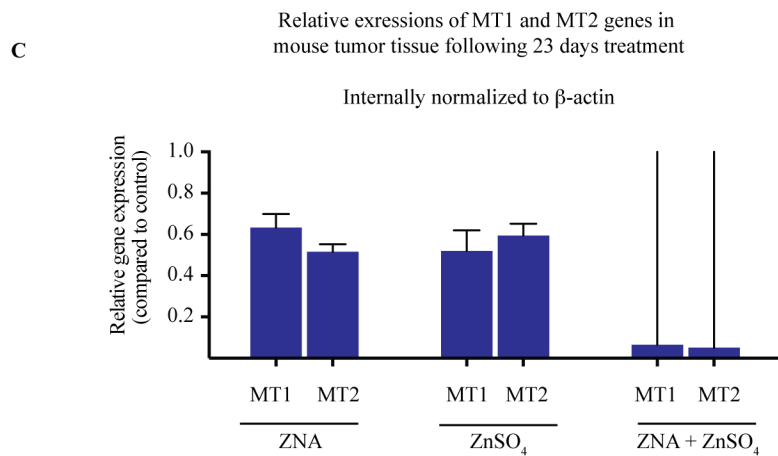 C
Relative exressions of MT1 and MT2 genes in
mouse tumor tissue following 23 days treatment
Internally normalized to β-actin
Relative gene expression
(compared to control)
1.0
0.8
0.6
0.4
0.2
MT1 MT2 MT1 MT2 MT1 MT2
ZNA ZnSO₄ ZNA + ZnSO₄